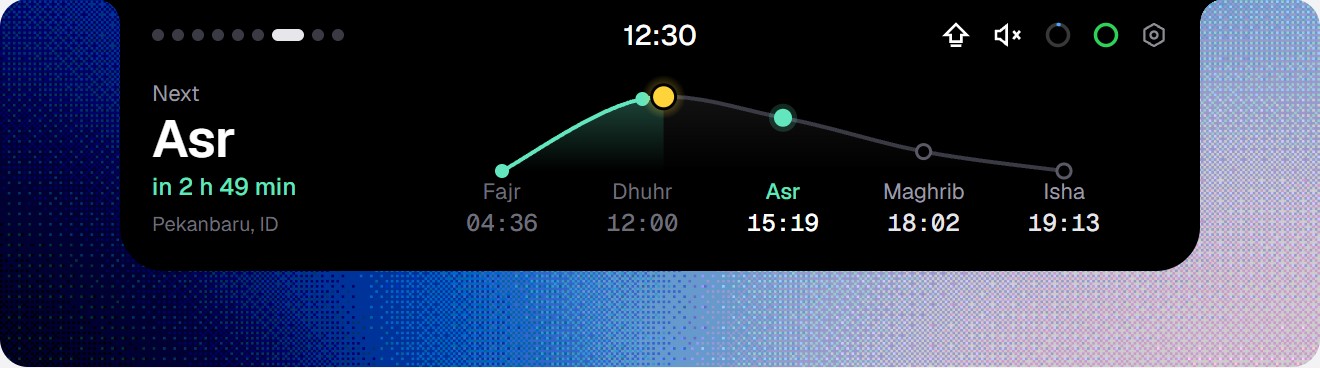 12:30
Next
Asr
in 2 h 49 min
Pekanbaru, ID
Fajr Dhuhr Asr Maghrib Isha
04:36 12:00 15:19 18:02 19:13